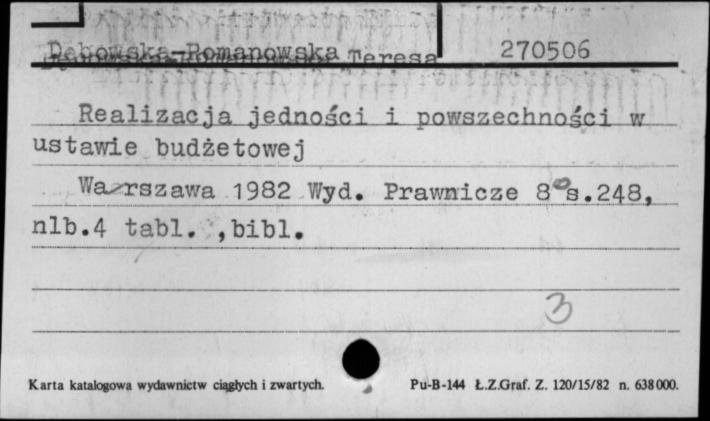 Dębowska-Romanowska Teresa 270506
Realizacja jedności i powszechności w
ustawie budżetowej
Warszawa 1982 Wyd. Prawnicze 8° s.248,
nlb.4 tabl. ,bibl.
3
Karta katalogowa wydawnictw ciągłych i zwartych. Pu-B-144 Ł.Z.Graf. Z. 120/15/82 n. 638000.